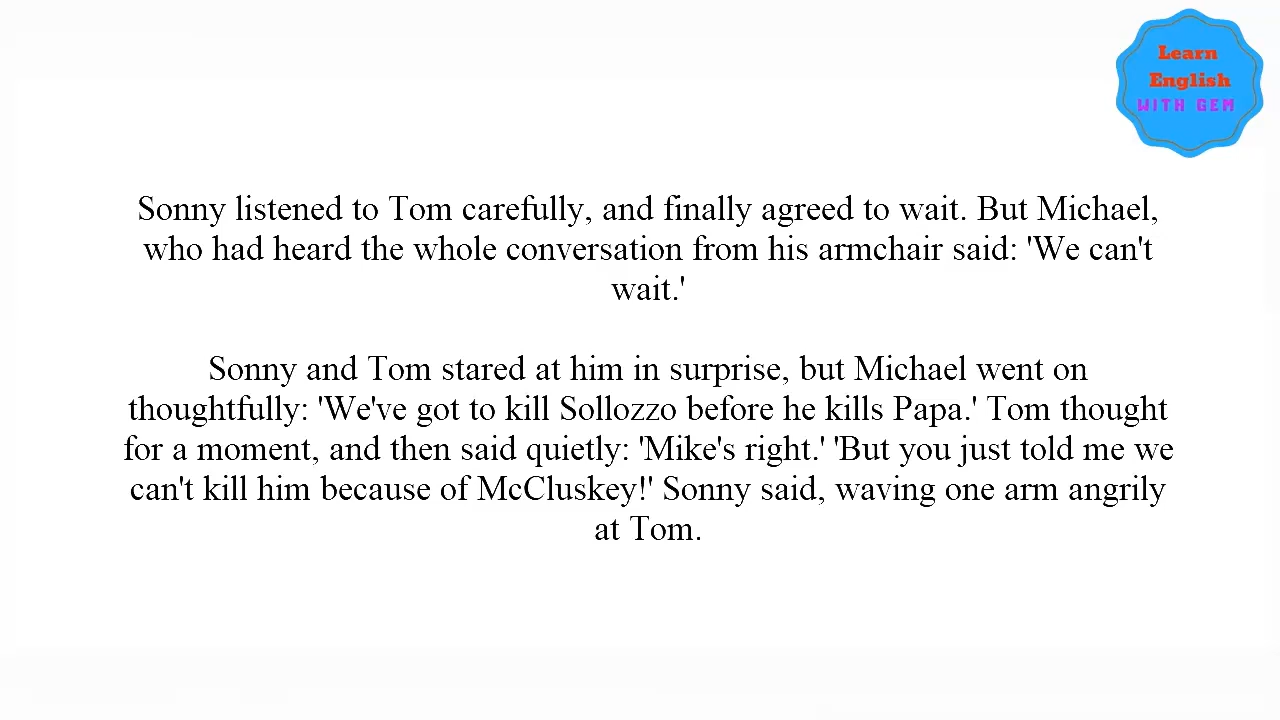 Learn
English
WITH GEM
Sonny listened to Tom carefully, and finally agreed to wait. But Michael,
who had heard the whole conversation from his armchair said: 'We can't
wait.'
Sonny and Tom stared at him in surprise, but Michael went on
thoughtfully: 'We've got to kill Sollozzo before he kills Papa.' Tom thought
for a moment, and then said quietly: 'Mike's right.' 'But you just told me we
can't kill him because of McCluskey!' Sonny said, waving one arm angrily
at Tom.